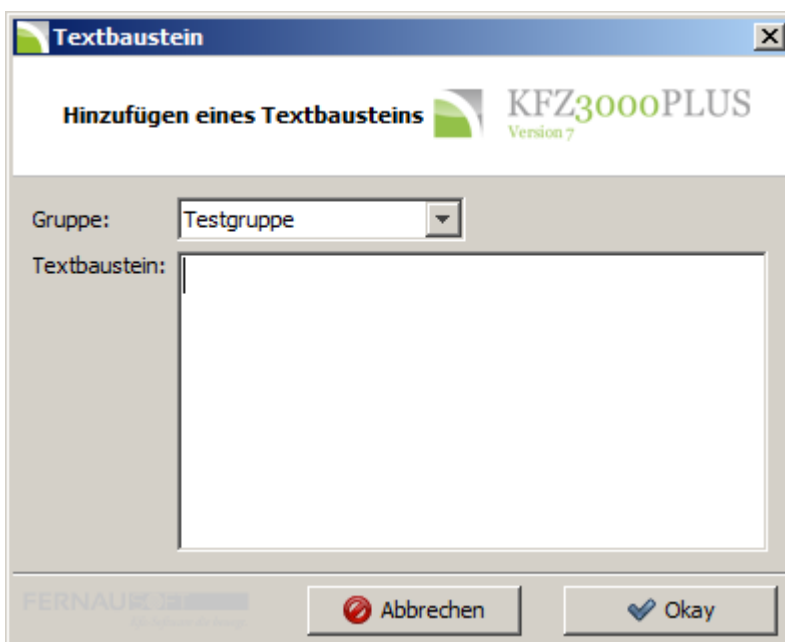 Textbaustein
Hinzufügen eines Textbausteins
KFZ3000PLUS
Version 7
Gruppe:
Testgruppe
Textbaustein:
FERNAU
Abbrechen
Okay